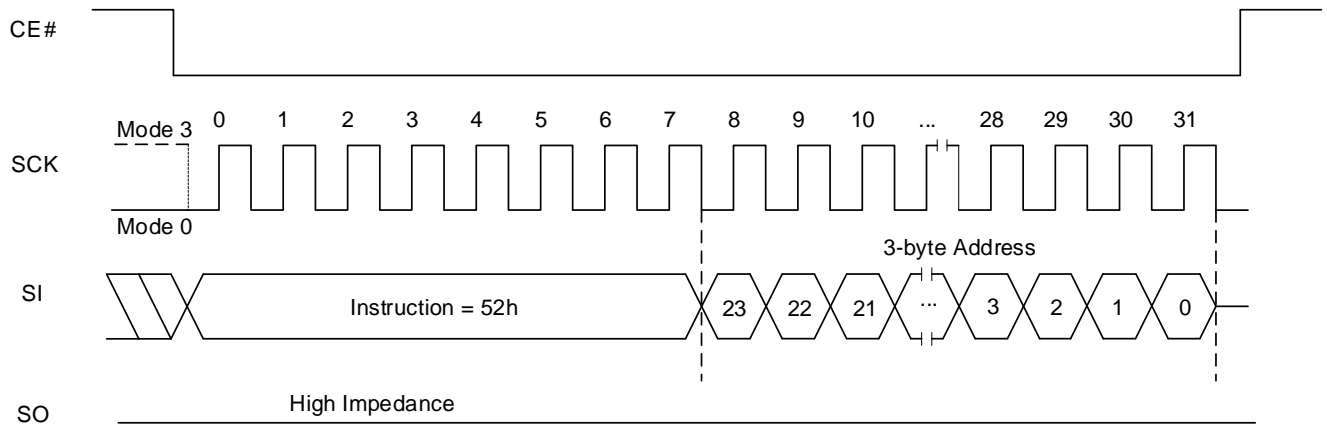 CE#
0 1 2 3 4 5 6 7 8 9 10 ... 28 29 30 31
Mode 3
SCK
Mode 0
3-byte Address
SI
Instruction = 52h 23 22 21 ... 3 2 1 0
High Impedance
SO